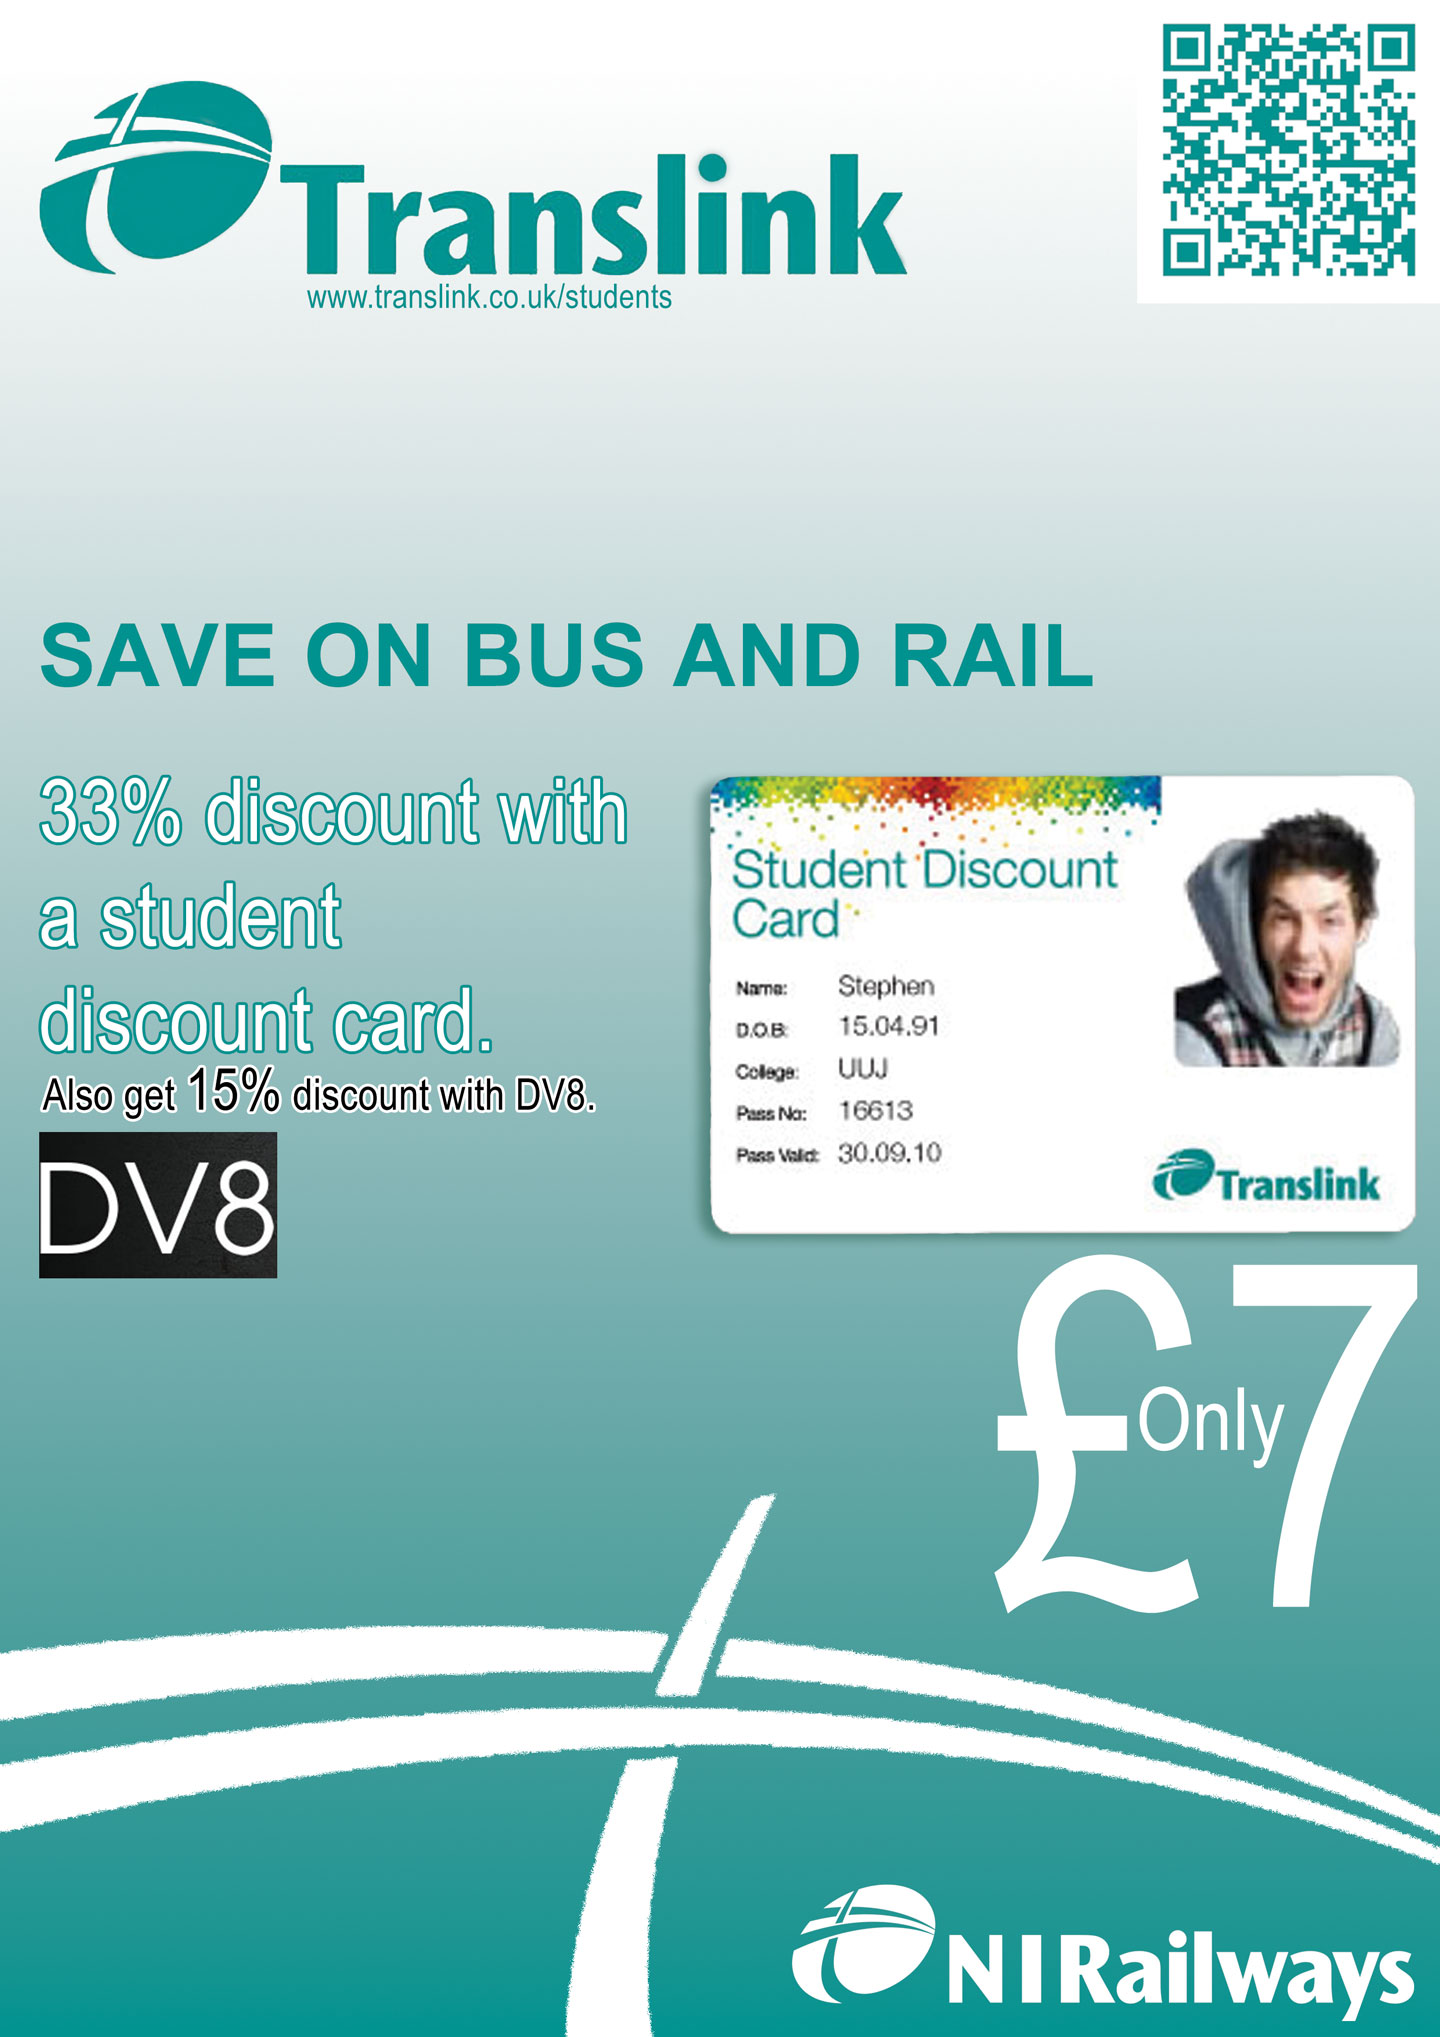 Translink
www.translink.co.uk/students
SAVE ON BUS AND RAIL
33% discount with
a student
discount card.
Also get 15% discount with DV8.
DV8
Student Discount
Card
Name: Stephen
D.O.B: 15.04.91
College: UUJ
Pass No: 16613
Pass Valid: 30.09.10
Translink
£7
Only
NIRailways